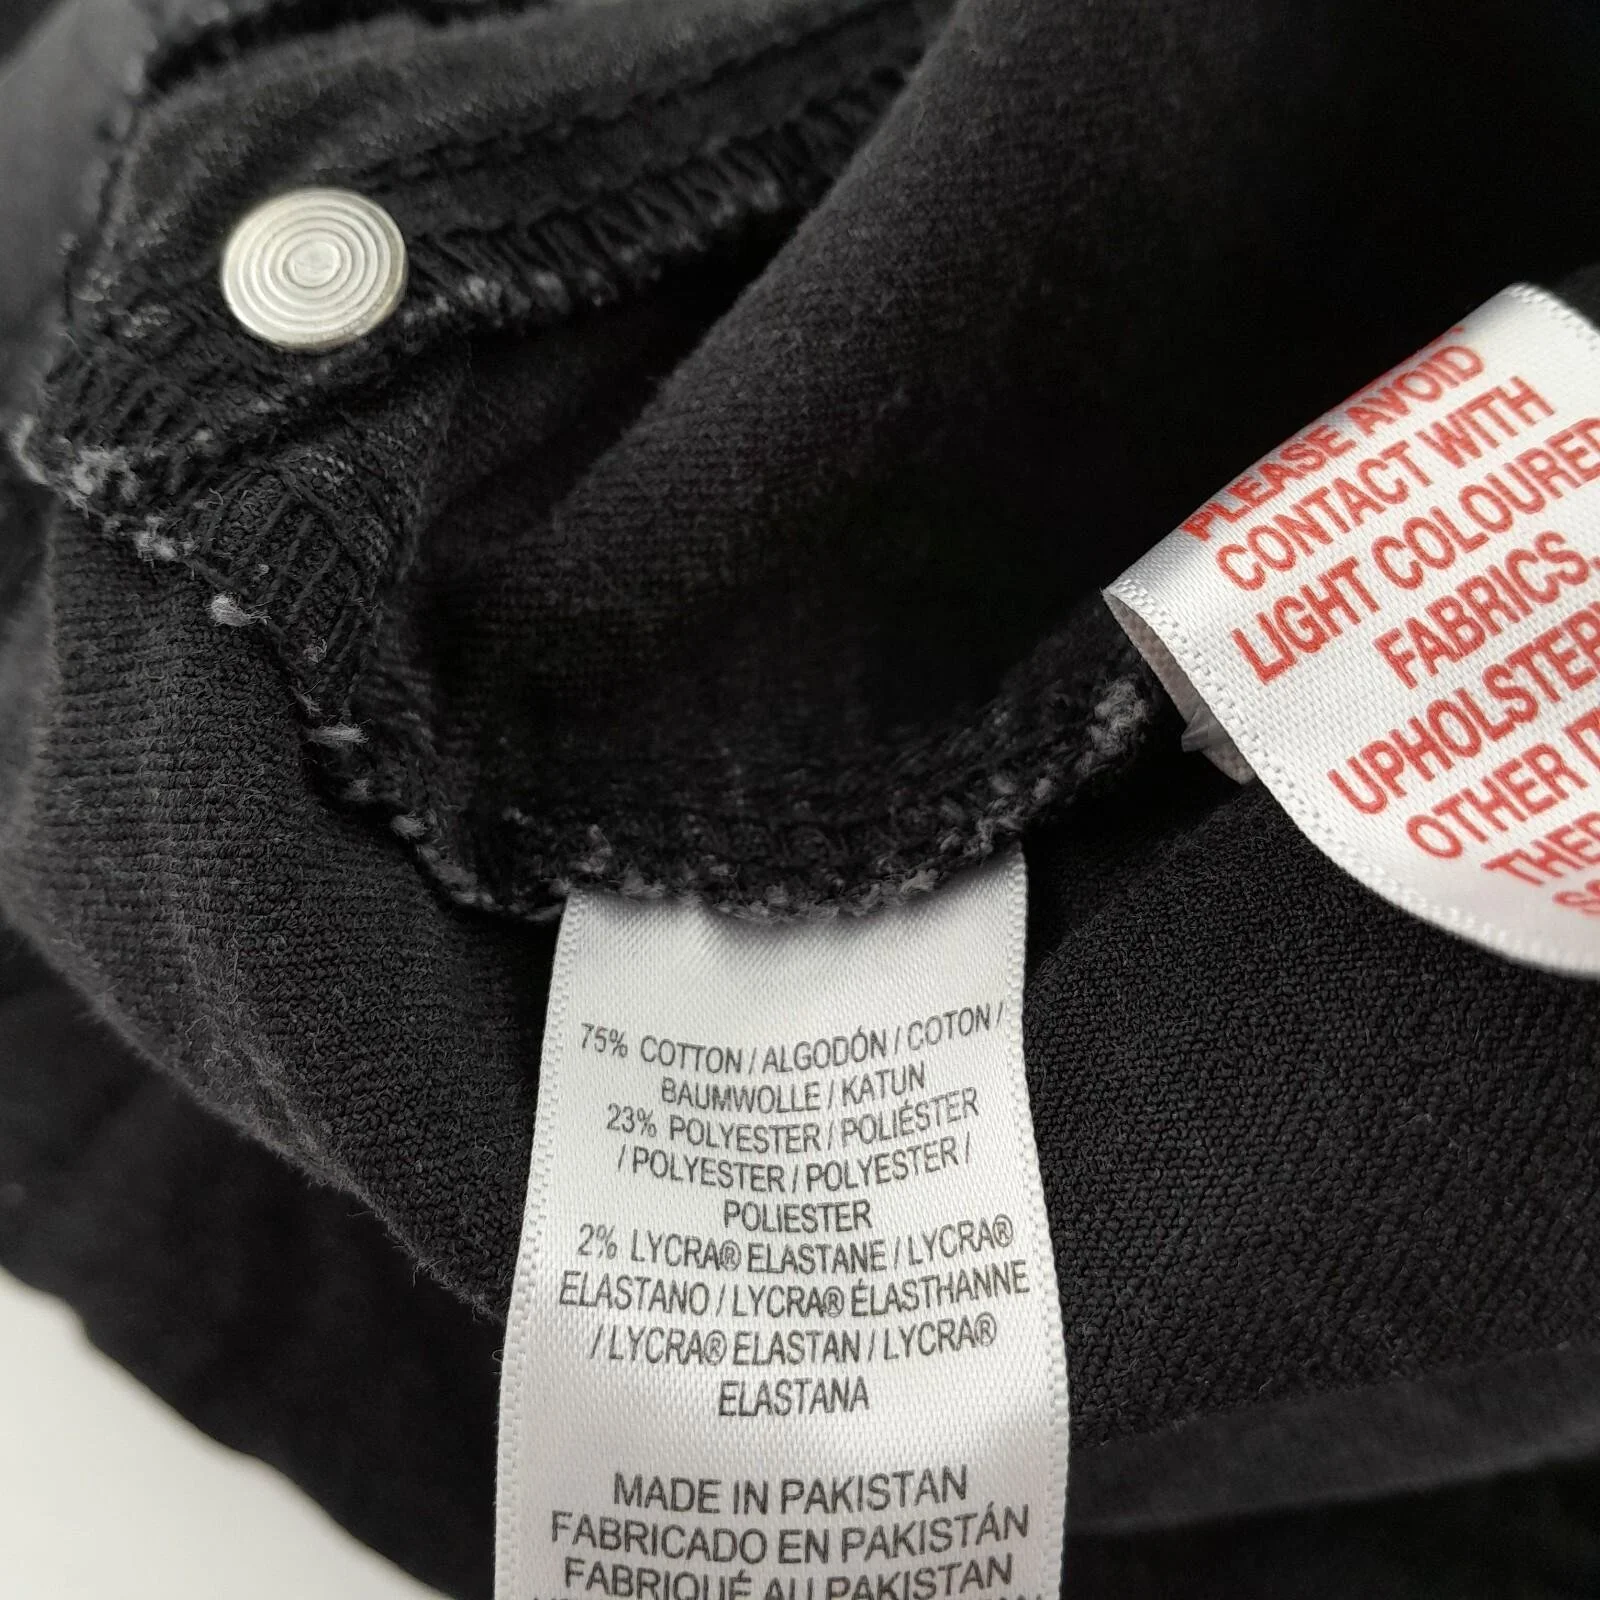 PLEASE AVOID
CONTACT WITH
LIGHT COLOURED
FABRICS,
OTHER
75% COTTON / ALGODÓN / COTON /
BAUMWOLLE / KATUN
23% POLYESTER / POLIÉSTER
/ POLYESTER / POLYESTER /
POLIESTER
2% LYCRA® ELASTANE / LYCRA®
ELASTANO / LYCRA® ÉLASTHANNE
/ LYCRA® ELASTAN / LYCRA®
ELASTANA
MADE IN PAKISTAN
FABRICADO EN PAKISTÁN
FABRIQUÉ AU PAKISTAN